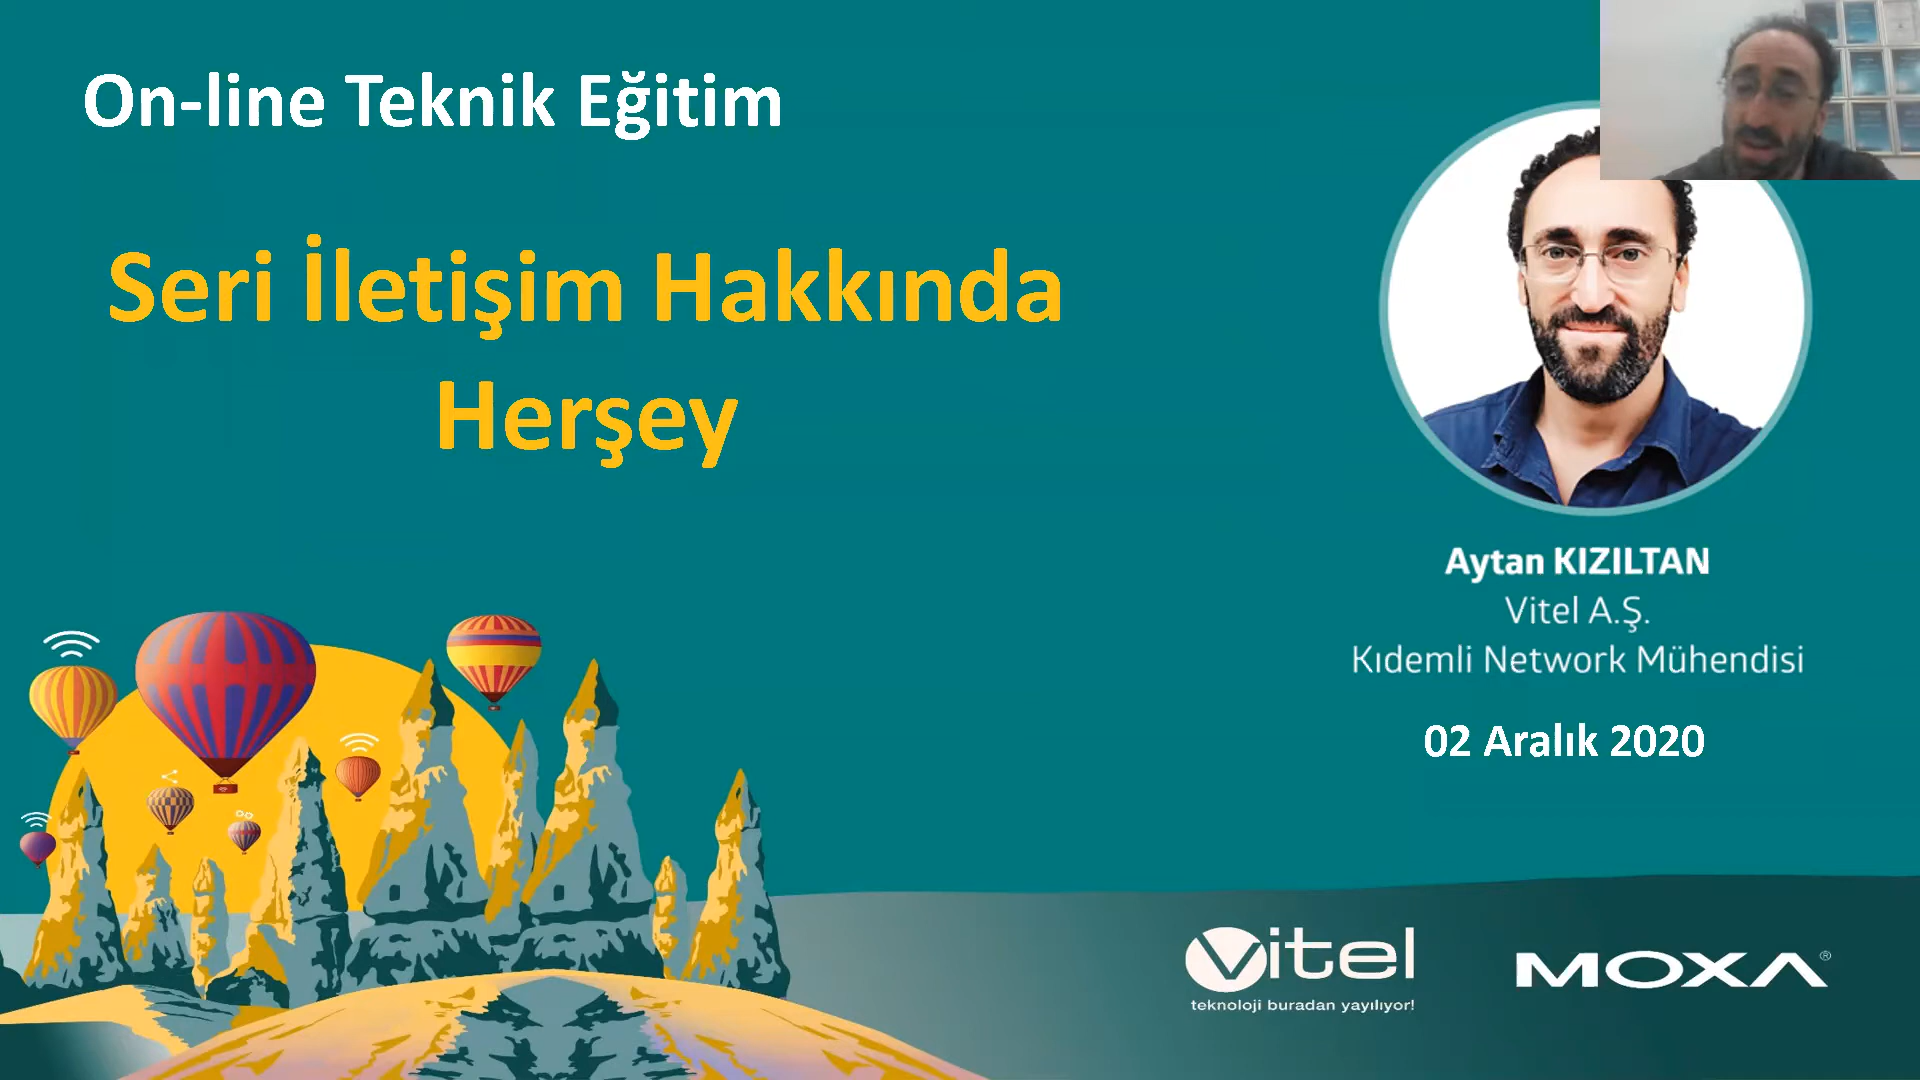 On-line Teknik Eğitim
Seri İletişim Hakkında
Herşey
Aytan KIZILTAN
Vitel A.Ş.
Kıdemli Network Mühendisi
02 Aralık 2020
vitel
teknoloji buradan yayılıyor!
MOXA®